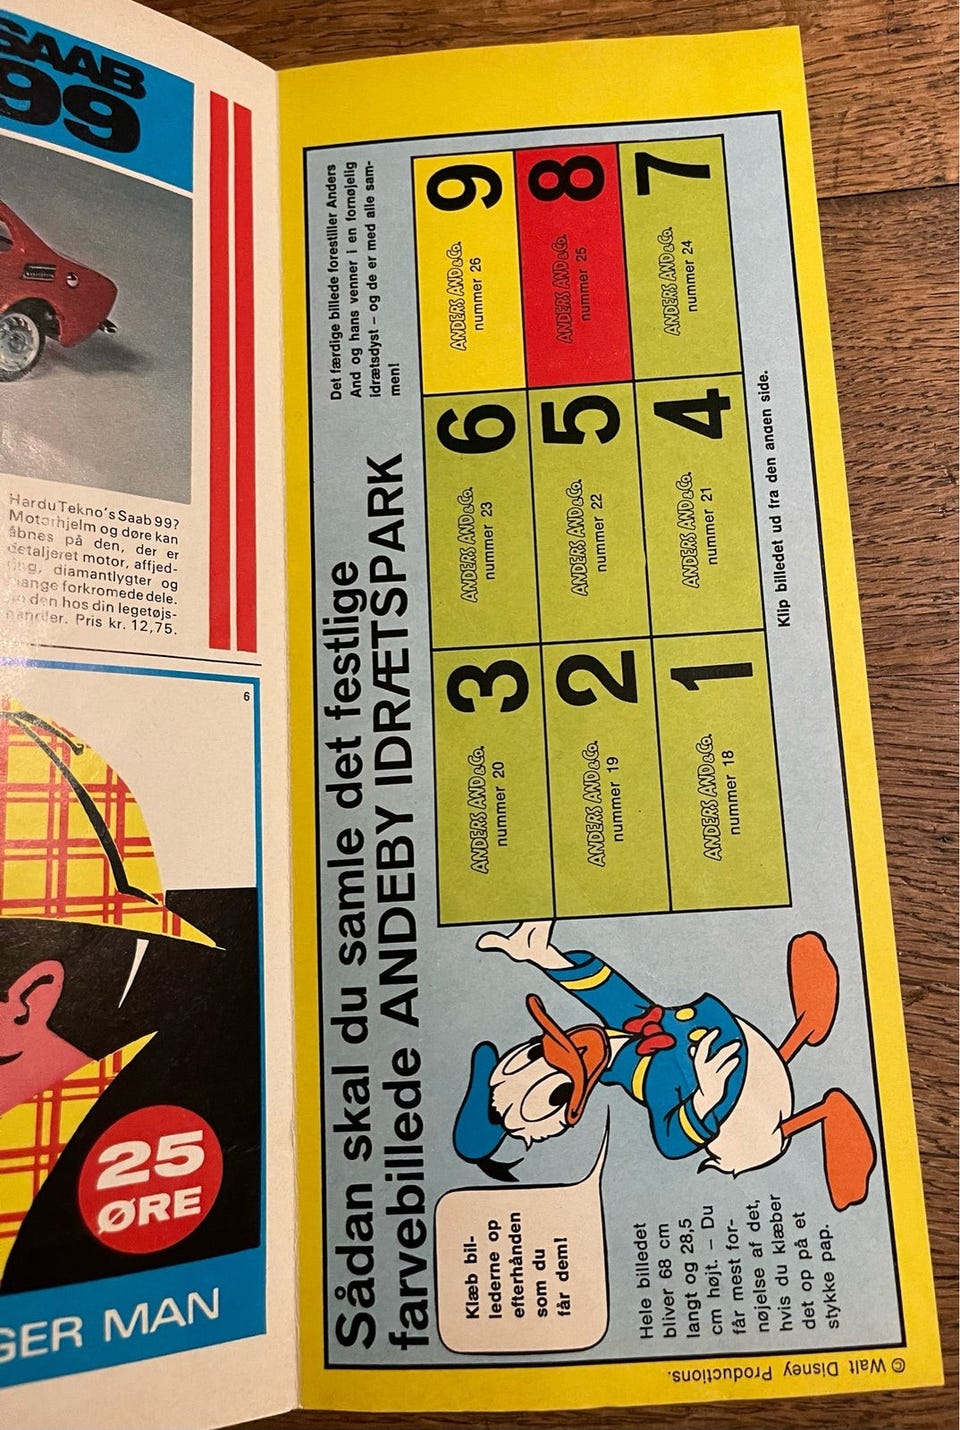 SAAB
99
Har du Tekno's Saab 99?
Motorhjelm og døre kan
åbnes på den, der er
detaljeret motor, affjed-
ring, diamantlygter og
mange forkromede dele.
den hos din legetøjs-
handler. Pris kr. 12,75.
6
25
ØRE
GER MAN
Sådan skal du samle det festlige
farvebillede ANDEBY IDRÆTSPARK
Det færdige billede forestiller Anders
And og hans venner i en fornøjelig
idrætsdyst – og de er med alle sam-
men!
Klæb bil-
lederne op
efterhånden
som du
får dem!
Hele billedet
bliver 68 cm
langt og 28,5
cm højt. – Du
får mest for-
nøjelse af det,
hvis du klæber
det op på et
stykke pap.
3
ANDERS AND & Co.
nummer 20
6
ANDERS AND & Co.
nummer 23
9
ANDERS AND & Co.
nummer 26
2
ANDERS AND & Co.
nummer 19
5
ANDERS AND & Co.
nummer 22
8
ANDERS AND & Co.
nummer 25
1
ANDERS AND & Co.
nummer 18
4
ANDERS AND & Co.
nummer 21
7
ANDERS AND & Co.
nummer 24
Klip billedet ud fra den anden side.
© Walt Disney Productions.